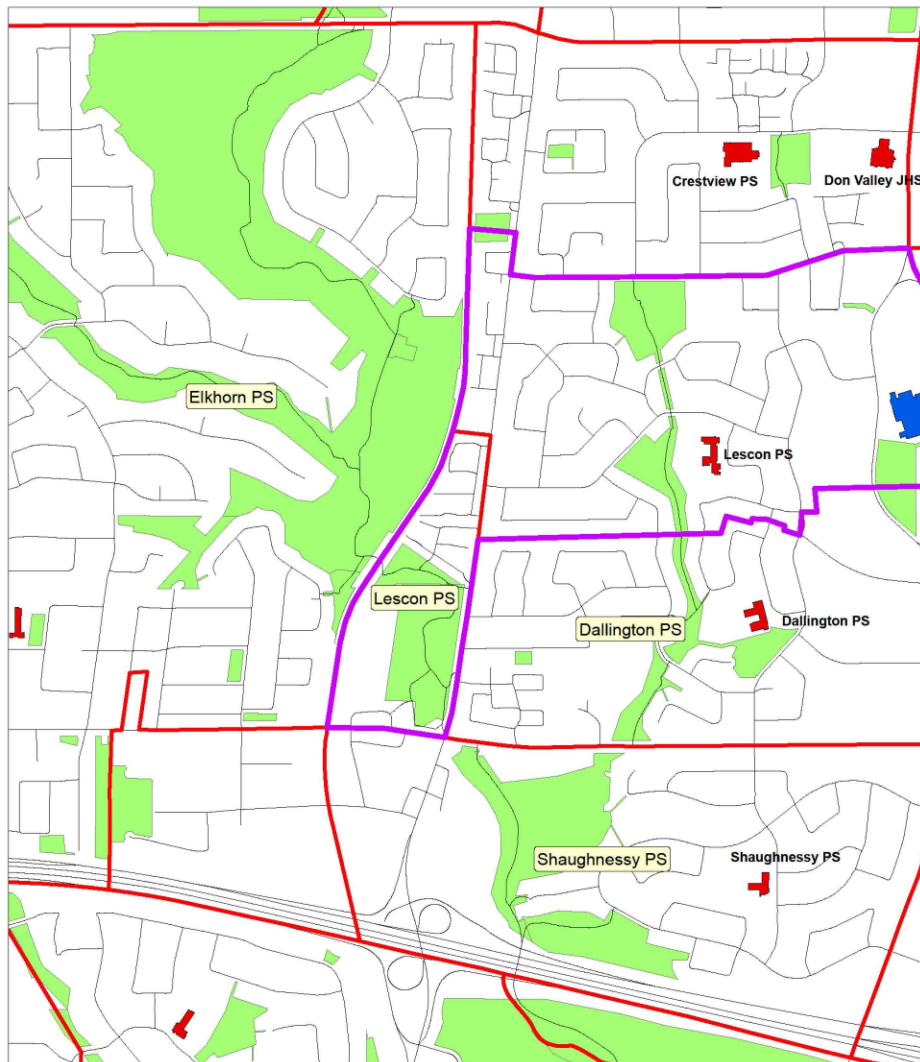 Crestview PS
Don Valley JHS
Elkhorn PS
Lescon PS
Lescon PS
Dallington PS
Dallington PS
Shaughnessy PS
Shaughnessy PS